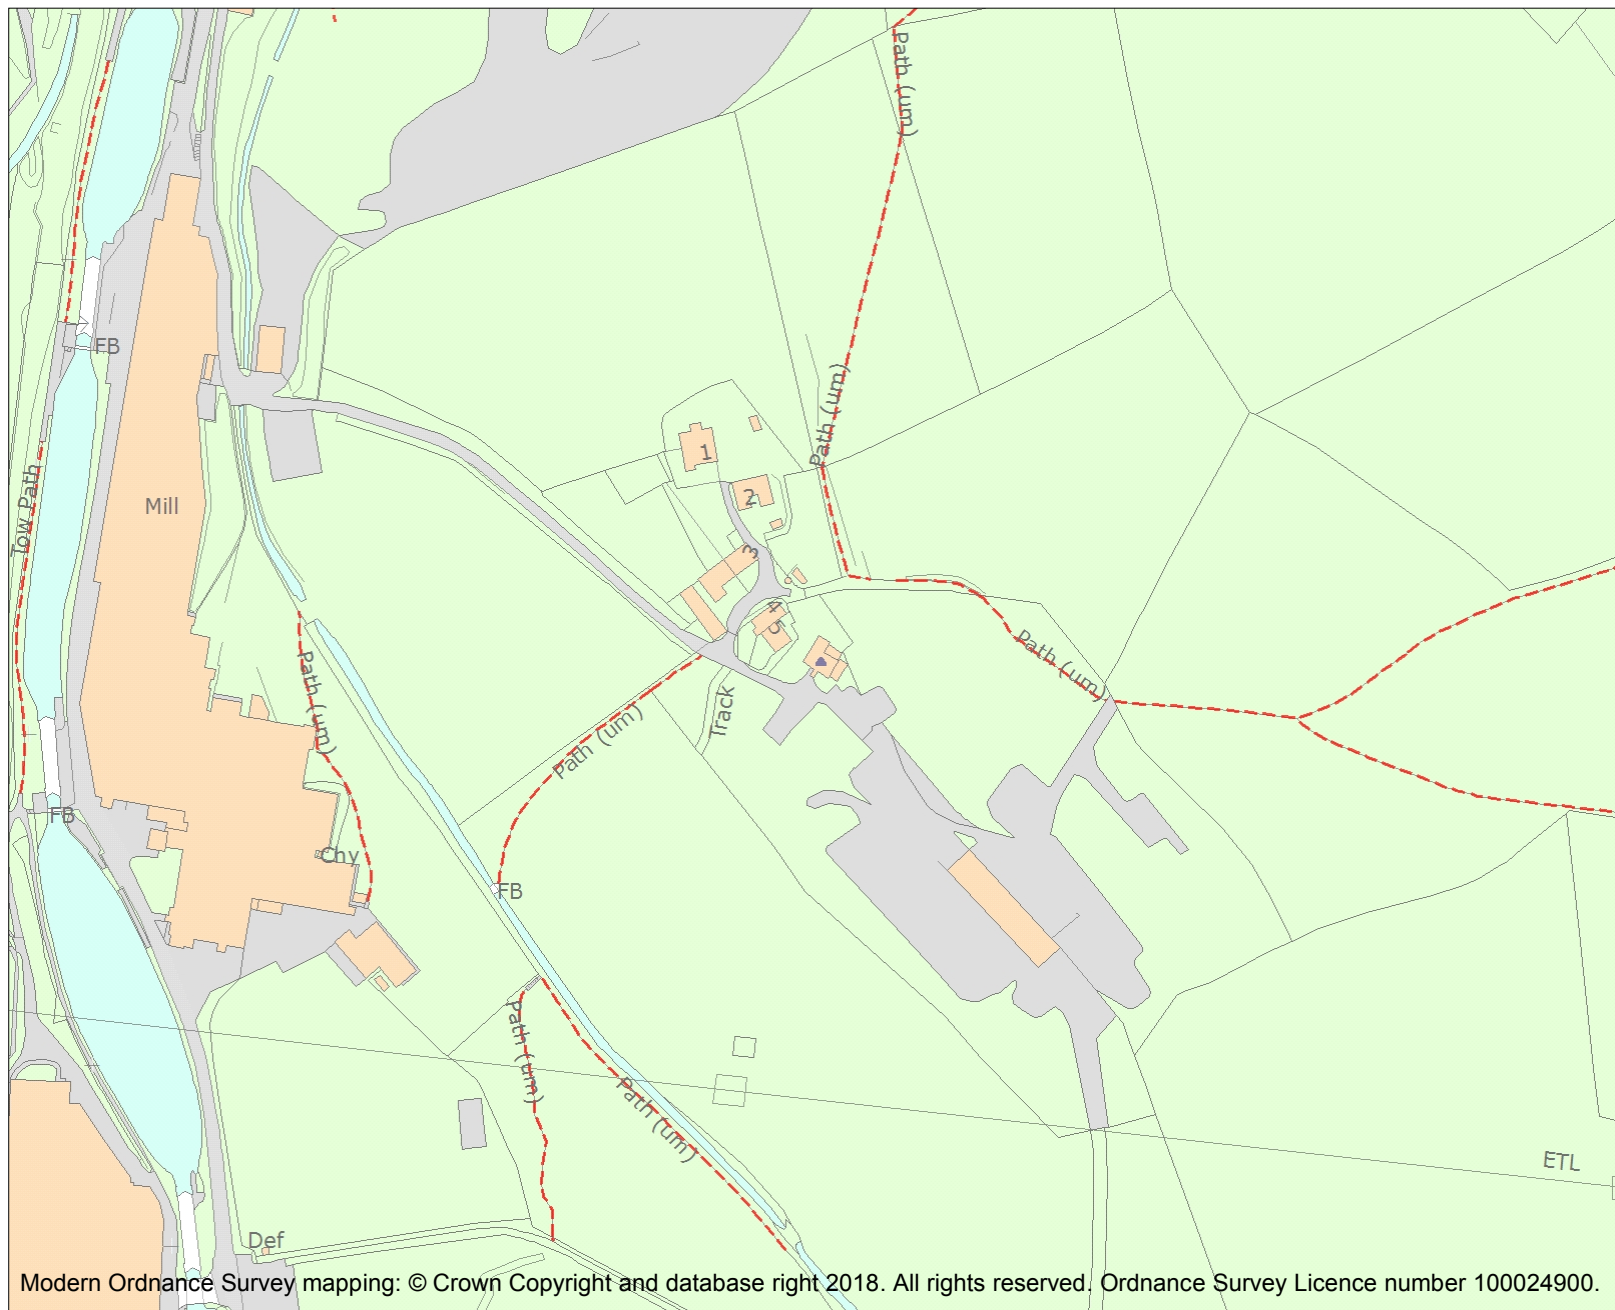 Path (um)
FB
Path (um)
1
2
Tow Path
Mill
3
4
5
Path (um)
Path (um)
Track
Path (um)
FB
Chy
FB
Path (um)
Path (um)
ETL
Def
Modern Ordnance Survey mapping: © Crown Copyright and database right 2018. All rights reserved. Ordnance Survey Licence number 100024900.